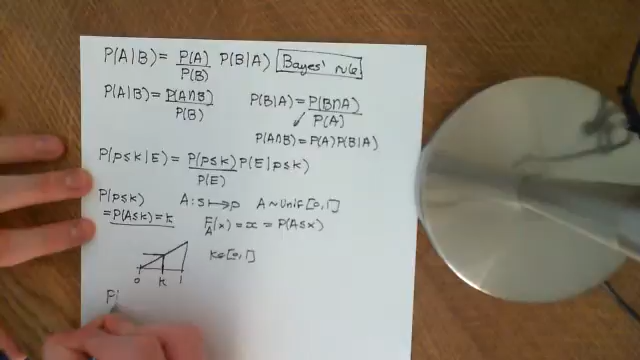 P(A|B) = P(A)/P(B) P(B|A) Bayes' rule
P(A|B) = P(A∩B)/P(B)
P(B|A) = P(B∩A)/P(A)
P(A∩B) = P(A)P(B|A)
P(p≤k|E) = P(p≤k)/P(E) P(E|p≤k)
P(p≤k)
= P(A≤k) = k
A: s↦p A~Unif[0,1]
F_A(x) = x = P(A≤x)
k∈[0,1]
0 k 1
P(